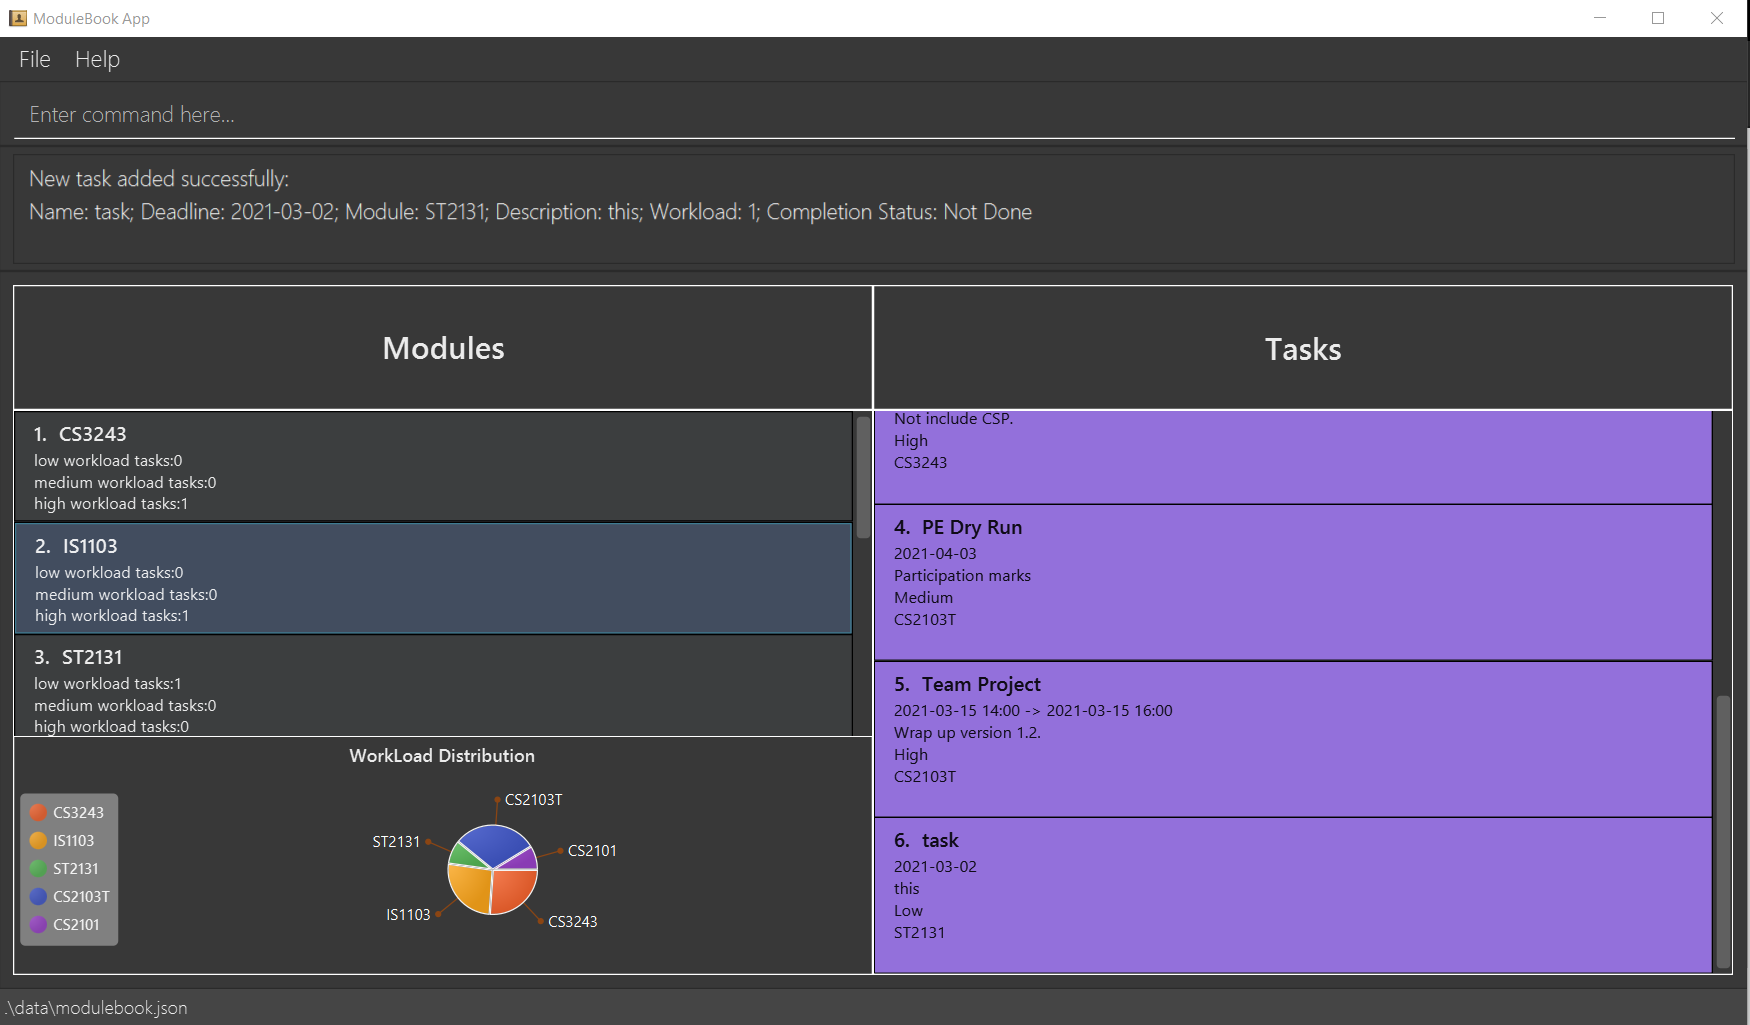 ModuleBook App
File Help
Enter command here...
New task added successfully:
Name: task; Deadline: 2021-03-02; Module: ST2131; Description: this; Workload: 1; Completion Status: Not Done
Modules
1. CS3243
low workload tasks:0
medium workload tasks:0
high workload tasks:1
2. IS1103
low workload tasks:0
medium workload tasks:0
high workload tasks:1
3. ST2131
low workload tasks:1
medium workload tasks:0
high workload tasks:0
WorkLoad Distribution
CS3243
IS1103
ST2131
CS2103T
CS2101
CS2103T
ST2131
CS2101
IS1103
CS3243
Tasks
Not include CSP.
High
CS3243
4. PE Dry Run
2021-04-03
Participation marks
Medium
CS2103T
5. Team Project
2021-03-15 14:00 -> 2021-03-15 16:00
Wrap up version 1.2.
High
CS2103T
6. task
2021-03-02
this
Low
ST2131
.\data\modulebook.json